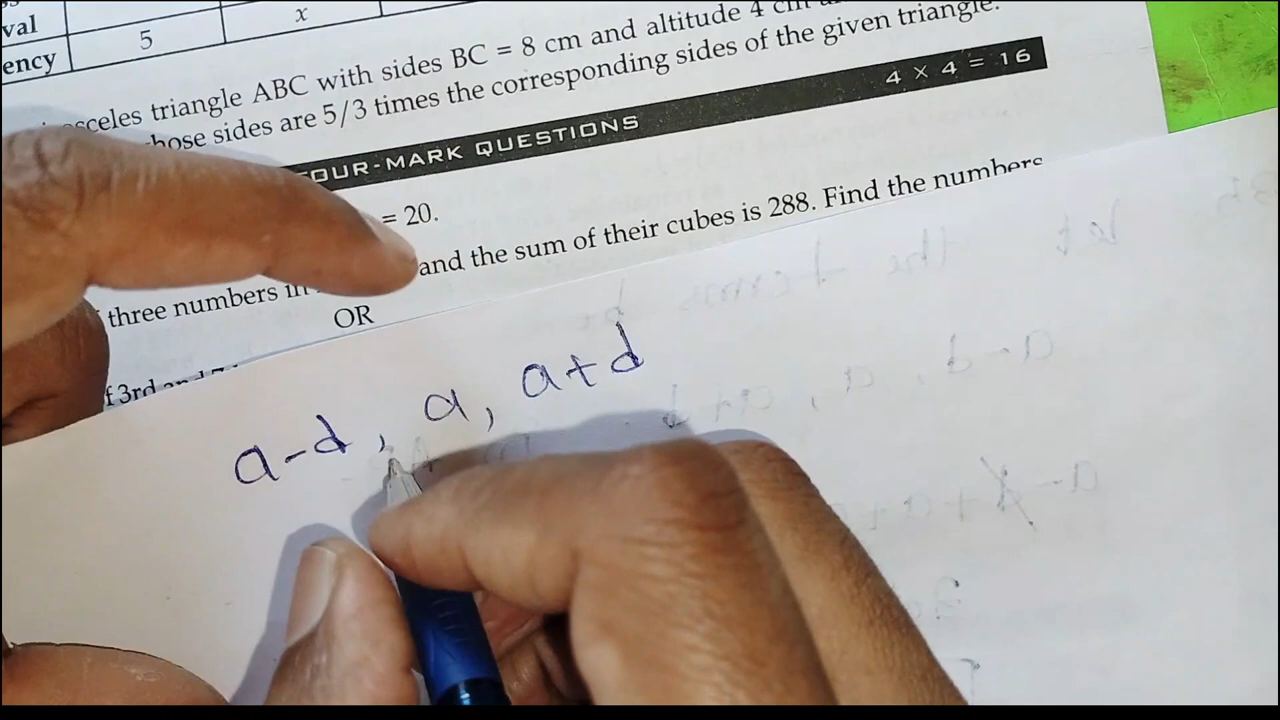 val x
ency 5
sceles triangle ABC with sides BC = 8 cm and altitude 4 cm
hose sides are 5/3 times the corresponding sides of the given triangle.
OUR-MARK QUESTIONS 4 × 4 = 16
= 20.
three numbers in and the sum of their cubes is 288. Find the numbers
OR
f 3rd and 7
a-d, a, a+d